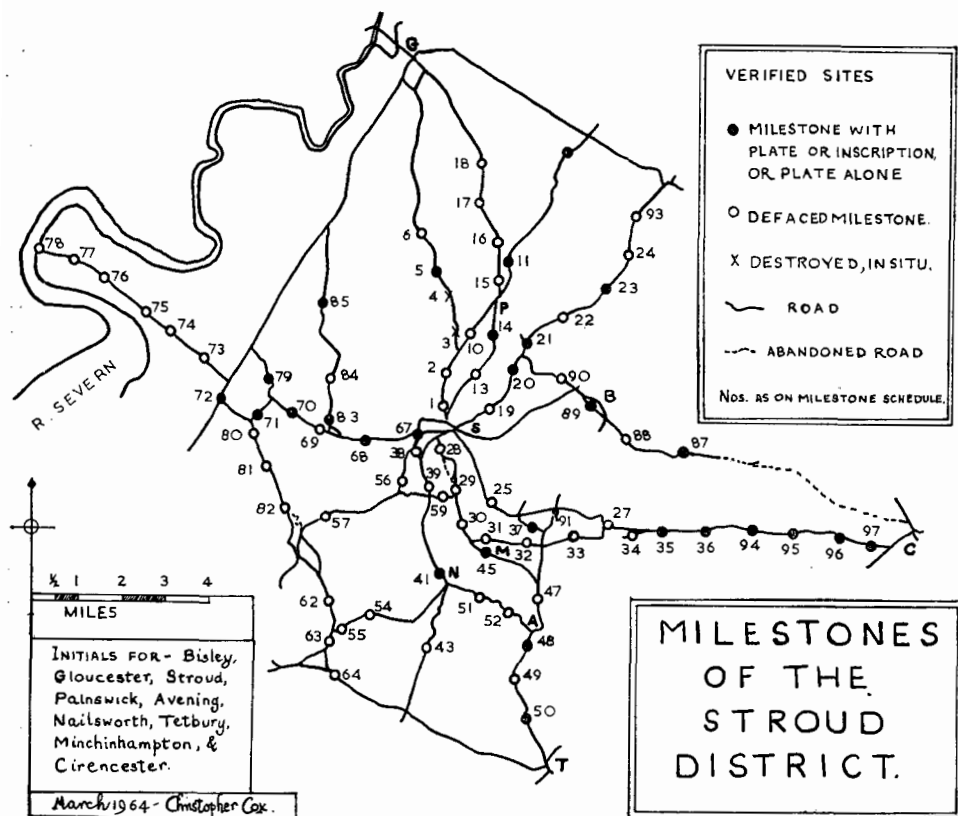 G
18
17
16
6
5
4
3
15
11
P
14
10
2
13
1
93
24
23
22
21
20
19
90
89
B
88
87
S
78
77
76
75
74
73
R. SEVERN
72
85
84
83
79
70
71
69
68
67
80
81
82
38
28
56
39
29
59
57
25
30
31
37
91
27
M
32
33
34
35
36
94
95
96
97
C
45
41
N
47
51
52
A
48
49
50
T
62
54
55
63
64
43
VERIFIED SITES
MILESTONE WITH
PLATE OR INSCRIPTION,
OR PLATE ALONE
DEFACED MILESTONE.
X DESTROYED, IN SITU.
ROAD
ABANDONED ROAD
NOS. AS ON MILESTONE SCHEDULE.
½ 1 2 3 4
MILES
INITIALS FOR - Bisley,
Gloucester, Stroud,
Painswick, Avening,
Nailsworth, Tetbury,
Minchinhampton, &
Cirencester.
March 1964 - Christopher Cox.
MILESTONES
OF THE
STROUD
DISTRICT.